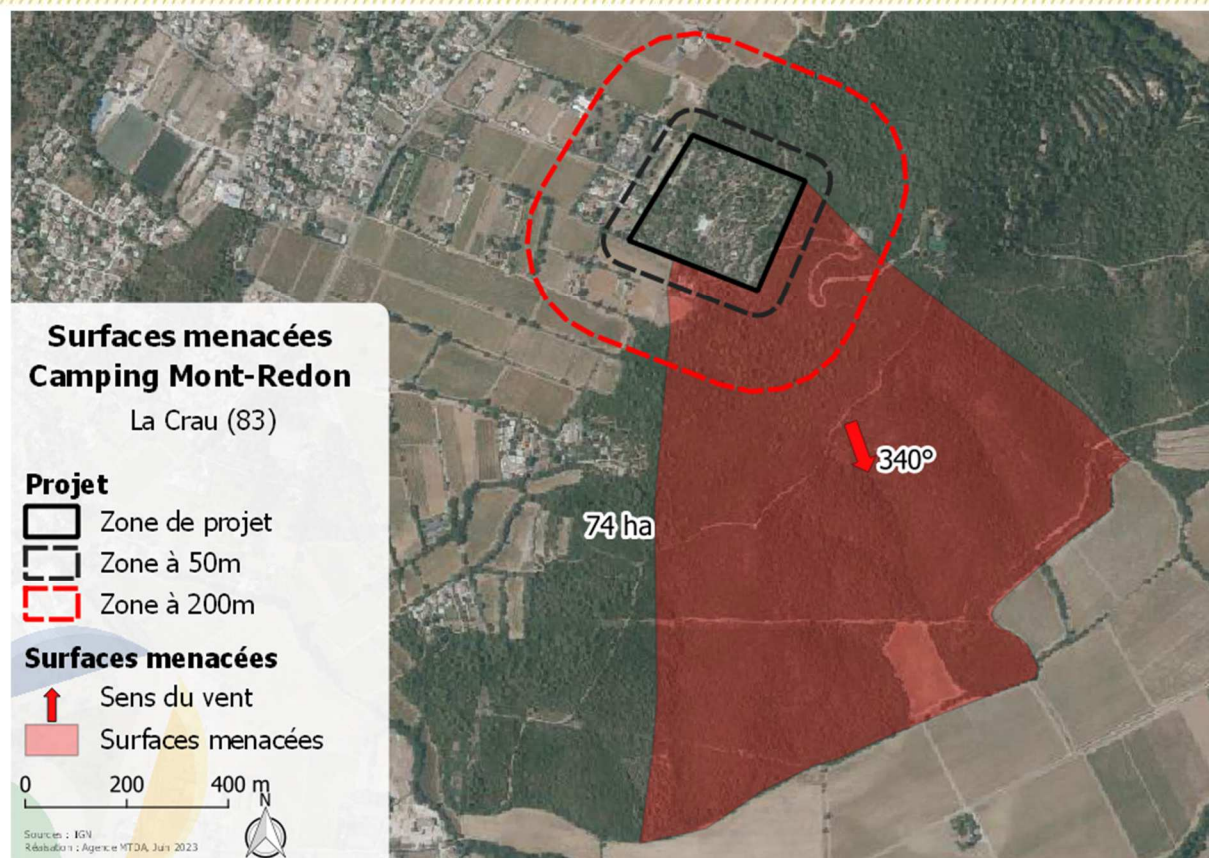 Surfaces menacées
Camping Mont-Redon
La Crau (83)
Projet
Zone de projet
Zone à 50m
Zone à 200m
Surfaces menacées
Sens du vent
Surfaces menacées
0 200 400 m
N
Sources : IGN
Réalisation : Agence MTDA, Juin 2023
340°
74 ha